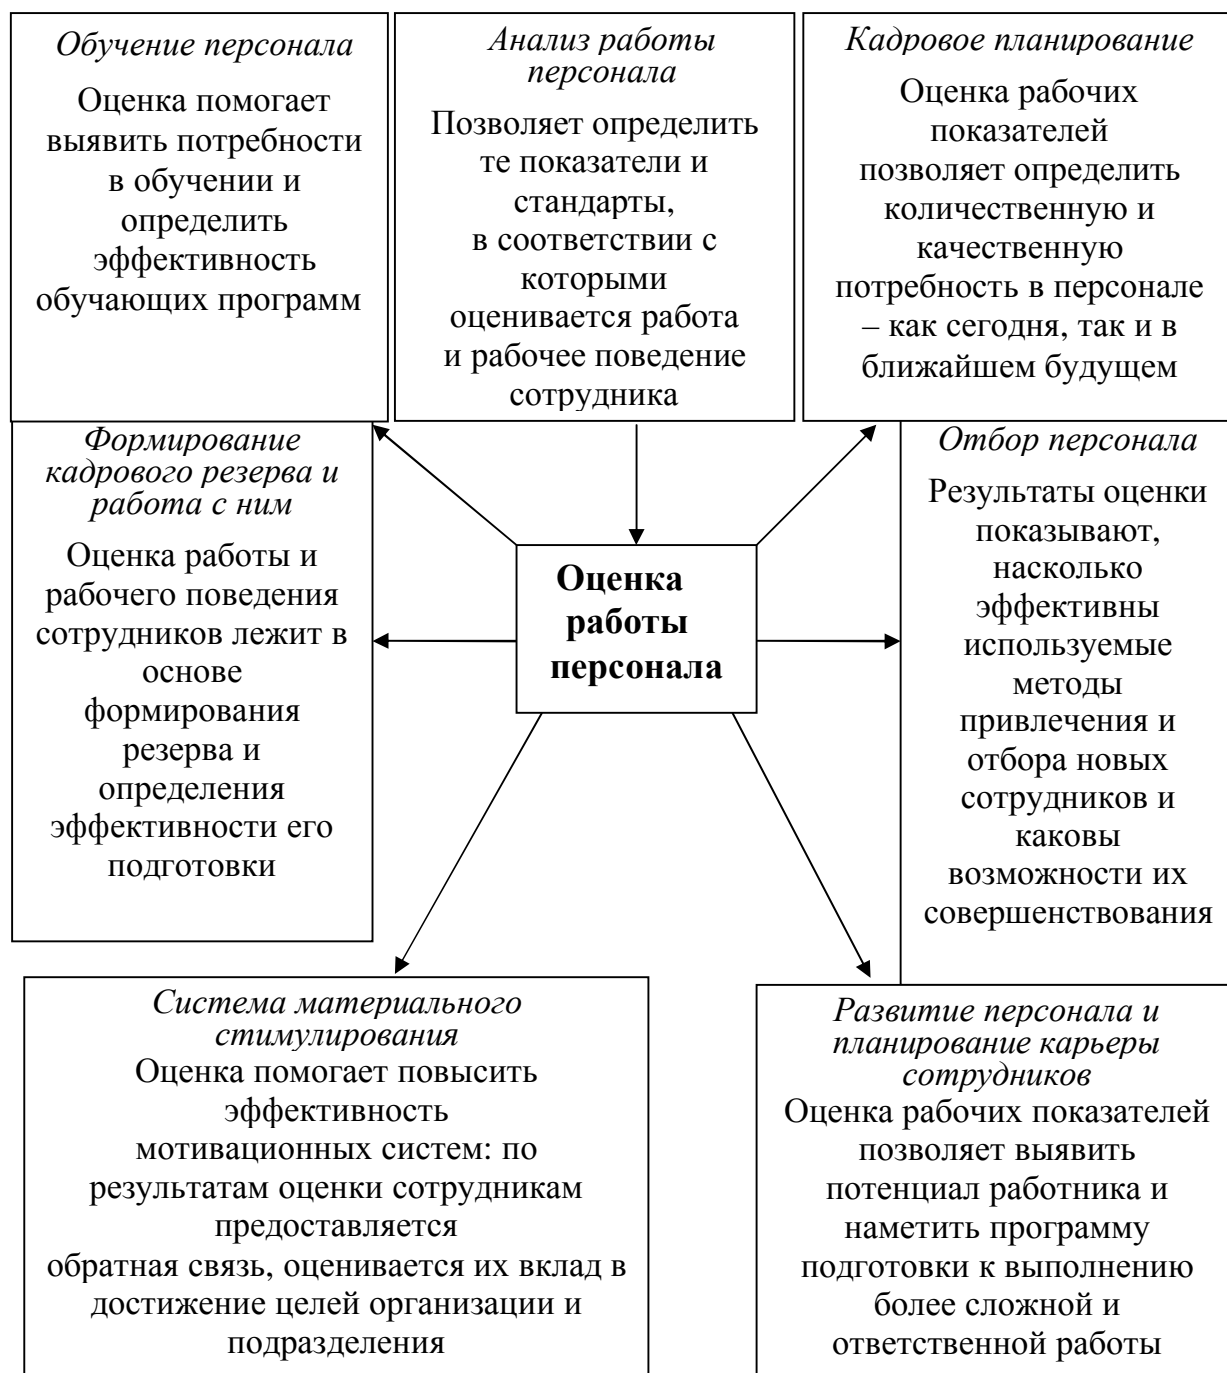 Обучение персонала
Оценка помогает
выявить потребности
в обучении и
определить
эффективность
обучающих программ
Анализ работы
персонала
Позволяет определить
те показатели и
стандарты,
в соответствии с
которыми
оценивается работа
и рабочее поведение
сотрудника
Кадровое планирование
Оценка рабочих
показателей
позволяет определить
количественную и
качественную
потребность в персонале
– как сегодня, так и в
ближайшем будущем
Формирование
кадрового резерва и
работа с ним
Оценка работы и
рабочего поведения
сотрудников лежит в
основе
формирования
резерва и
определения
эффективности его
подготовки
Оценка
работы
персонала
Отбор персонала
Результаты оценки
показывают,
насколько
эффективны
используемые
методы
привлечения и
отбора новых
сотрудников и
каковы
возможности их
совершенствования
Система материального
стимулирования
Оценка помогает повысить
эффективность
мотивационных систем: по
результатам оценки сотрудникам
предоставляется
обратная связь, оценивается их вклад в
достижение целей организации и
подразделения
Развитие персонала и
планирование карьеры
сотрудников
Оценка рабочих показателей
позволяет выявить
потенциал работника и
наметить программу
подготовки к выполнению
более сложной и
ответственной работы